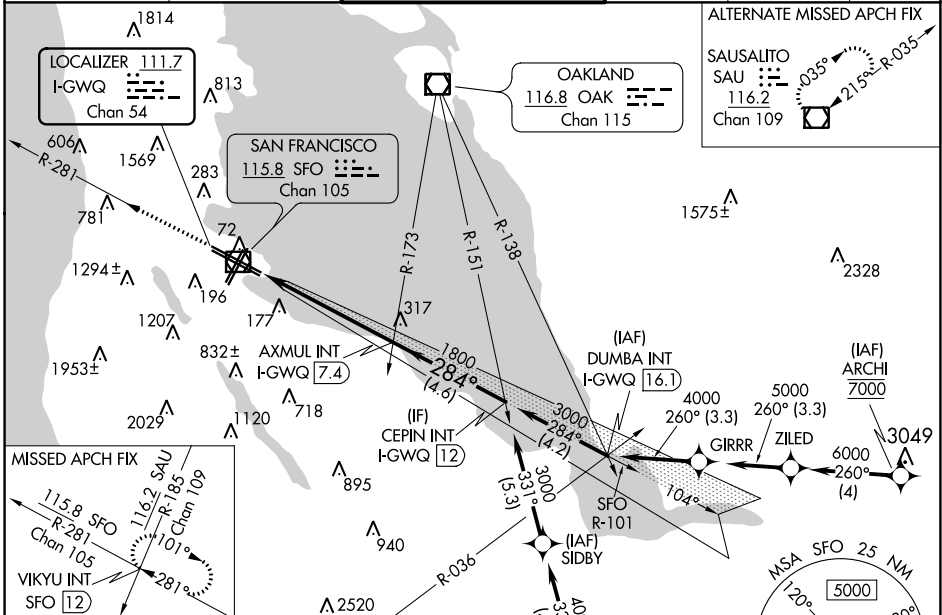 1814
LOCALIZER 111.7
I-GWQ
Chan 54
813
OAKLAND
116.8 OAK
Chan 115
ALTERNATE MISSED APCH FIX
SAUSALITO
SAU
116.2
Chan 109
035°
215°
R-035
606
R-281
1569
283
SAN FRANCISCO
115.8 SFO
Chan 105
781
72
R-173
R-151
R-138
1575±
1294±
196
2328
1207
177
317
1953±
832±
AXMUL INT
I-GWQ 7.4
1800
284°
(4.6)
(IAF)
DUMBA INT
I-GWQ 16.1
(IAF)
ARCHI
7000
2029
1120
718
(IF)
CEPIN INT
I-GWQ 12
3000
284°
(4.2)
4000
260° (3.3)
GIRRR
5000
260° (3.3)
ZILED
6000
260°
(4)
3049
MISSED APCH FIX
115.8 SFO
R-281
Chan 105
116.2 SAU
R-185
Chan 109
101°
281°
VIKYU INT
SFO 12
895
940
2520
R-036
3000
331°
(5.3)
SFO
R-101
104°
(IAF)
SIDBY
MSA SFO 25 NM
5000
120°